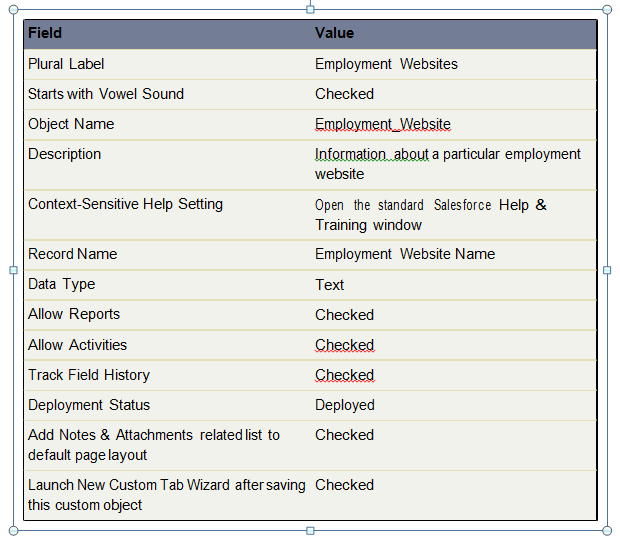 Field Value
Plural Label Employment Websites
Starts with Vowel Sound Checked
Object Name Employment_Website
Description Information about a particular employment
website
Context-Sensitive Help Setting Open the standard Salesforce Help &
Training window
Record Name Employment Website Name
Data Type Text
Allow Reports Checked
Allow Activities Checked
Track Field History Checked
Deployment Status Deployed
Add Notes & Attachments related list to Checked
default page layout
Launch New Custom Tab Wizard after saving Checked
this custom object